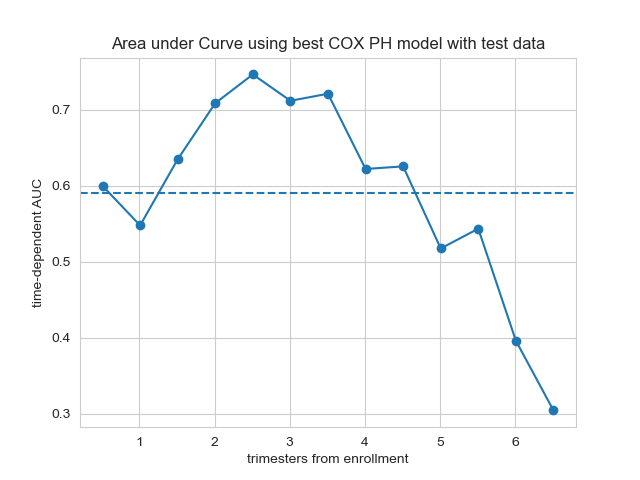 Area under Curve using best COX PH model with test data
time-dependent AUC
0.7
0.6
0.5
0.4
0.3
1 2 3 4 5 6
trimesters from enrollment